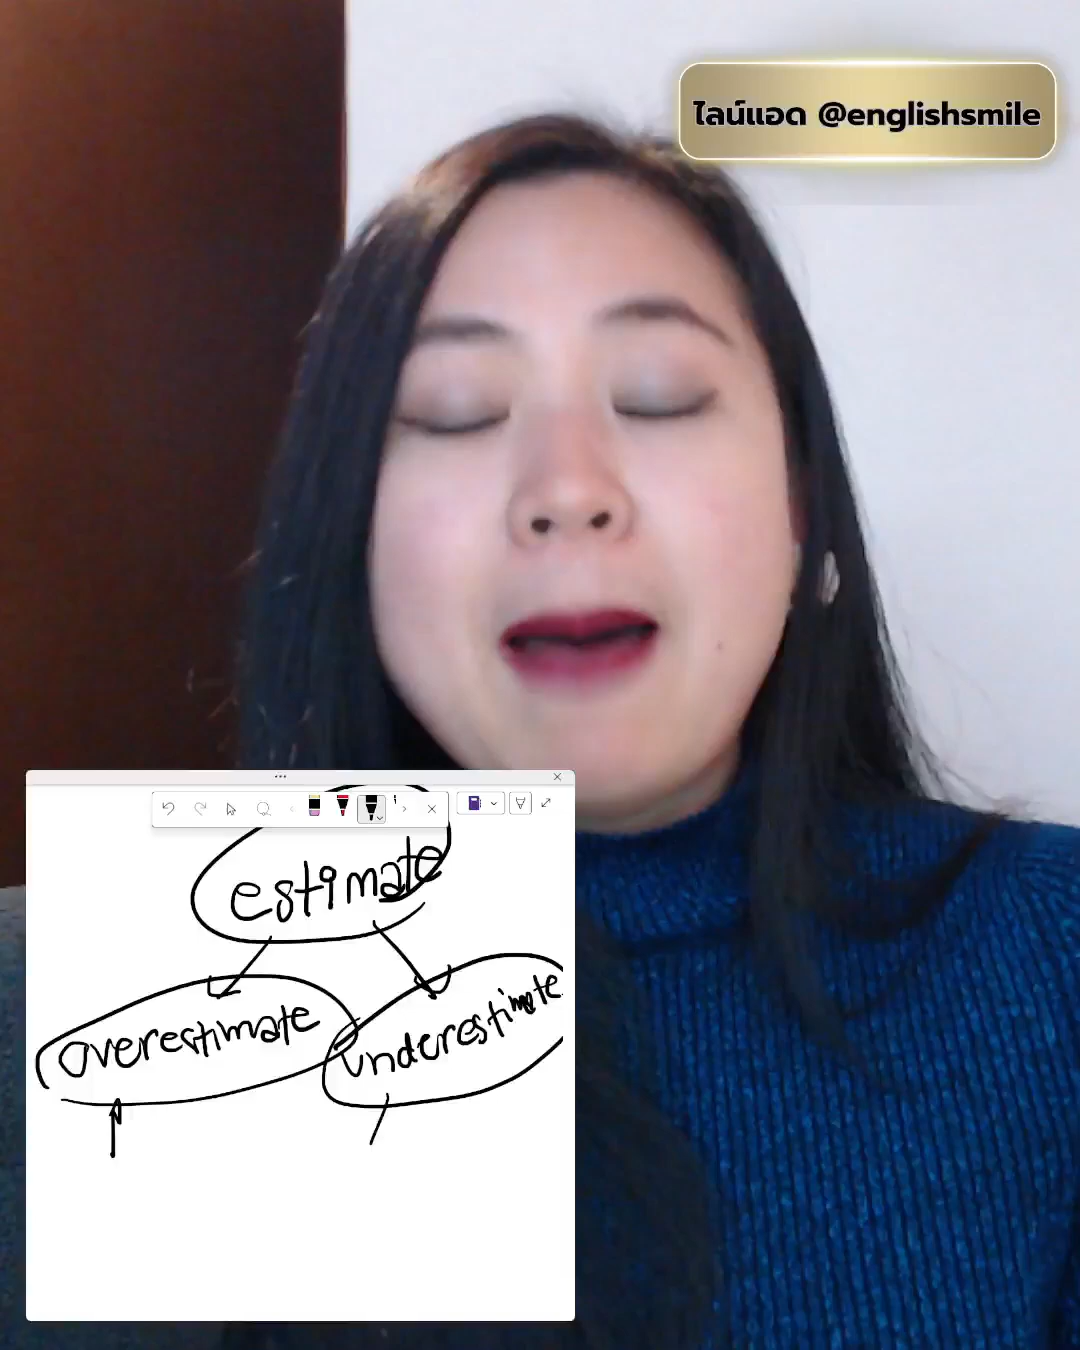 ไลน์แอด @englishsmile
estimate
overestimate
underestimate